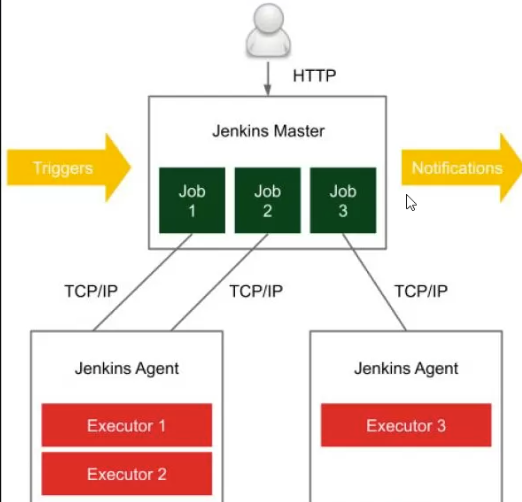 HTTP
Jenkins Master
Triggers
Notifications
Job
1
Job
2
Job
3
TCP/IP
TCP/IP
TCP/IP
Jenkins Agent
Jenkins Agent
Executor 1
Executor 3
Executor 2